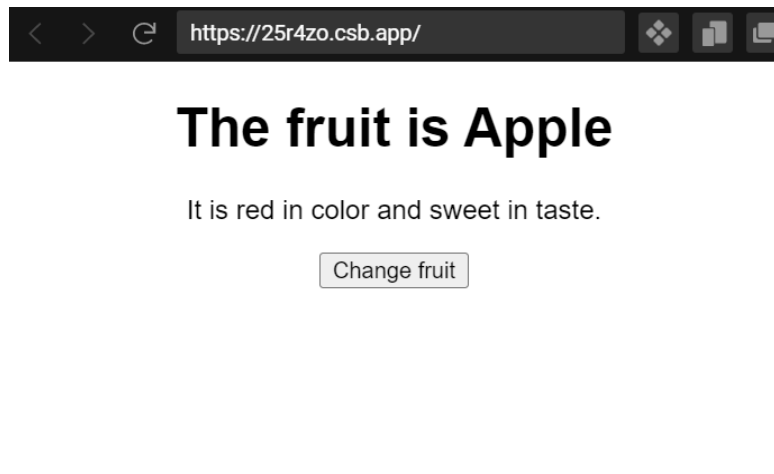 https://25r4zo.csb.app/
The fruit is Apple
It is red in color and sweet in taste.
Change fruit